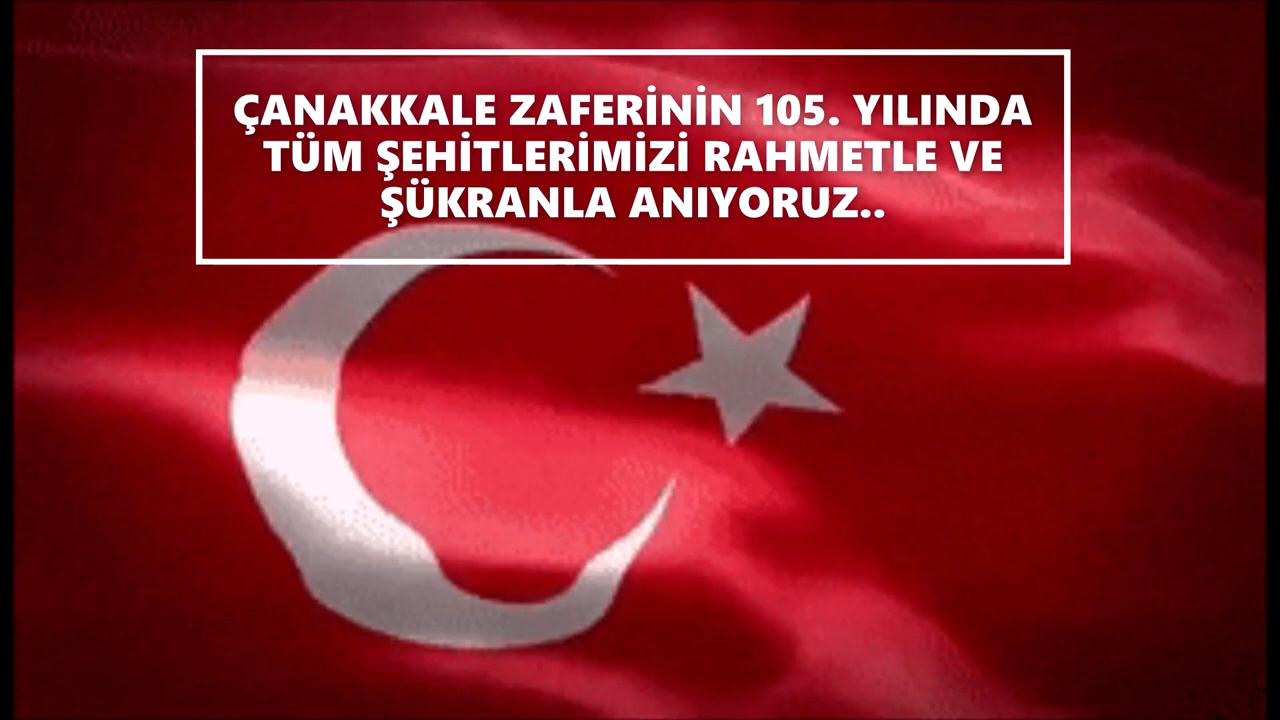 ÇANAKKALE ZAFERİNİN 105. YILINDA
TÜM ŞEHİTLERİMİZİ RAHMETLE VE
ŞÜKRANLA ANIYORUZ..